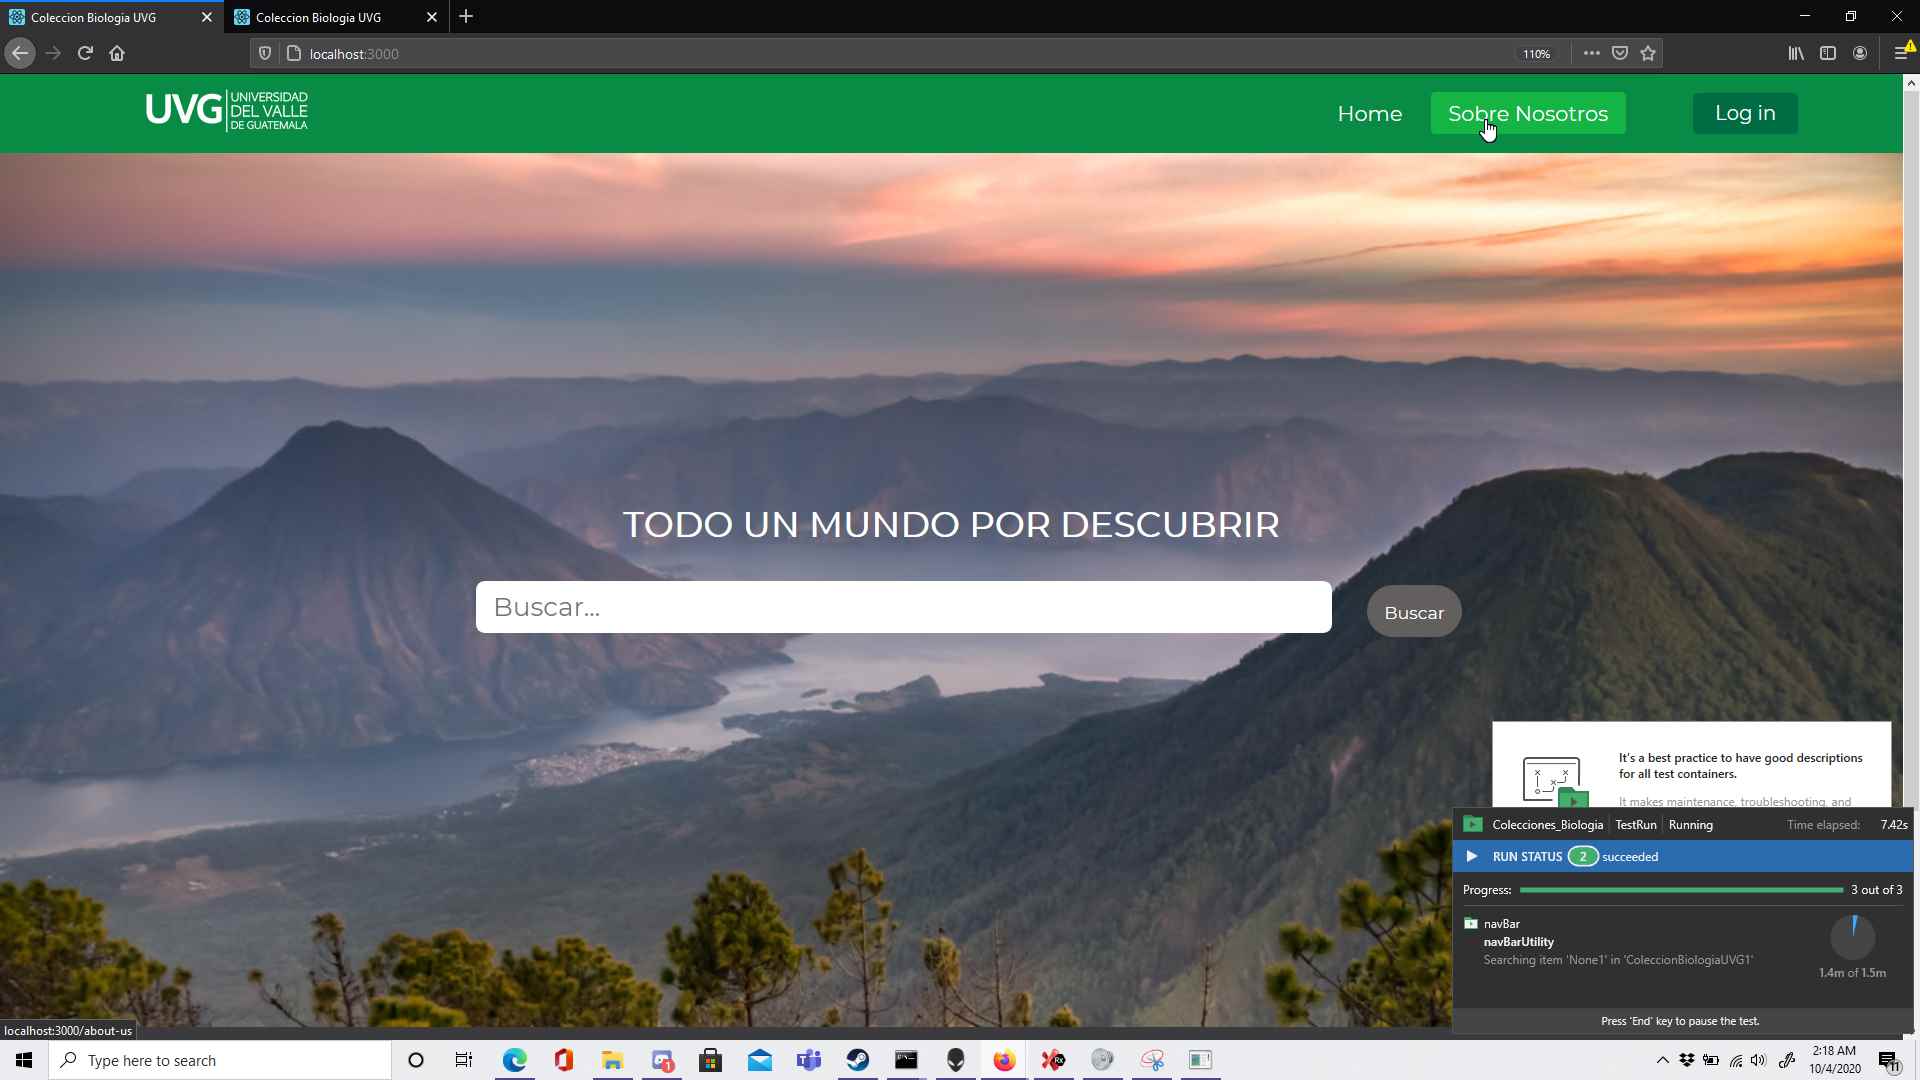 Coleccion Biologia UVG
Coleccion Biologia UVG
localhost:3000
110%
UVG UNIVERSIDAD
DEL VALLE
DE GUATEMALA
Home
Sobre Nosotros
Log in
TODO UN MUNDO POR DESCUBRIR
Buscar...
Buscar
It's a best practice to have good descriptions
for all test containers.
It makes maintenance, troubleshooting, and
Colecciones_Biologia TestRun Running Time elapsed: 7.42s
RUN STATUS 2 succeeded
Progress: 3 out of 3
navBar
navBarUtility
Searching item 'None1' in 'ColeccionBiologiaUVG1'
1.4m of 1.5m
Press 'End' key to pause the test.
localhost:3000/about-us
Type here to search
1
Rx
2:18 AM
10/4/2020
11